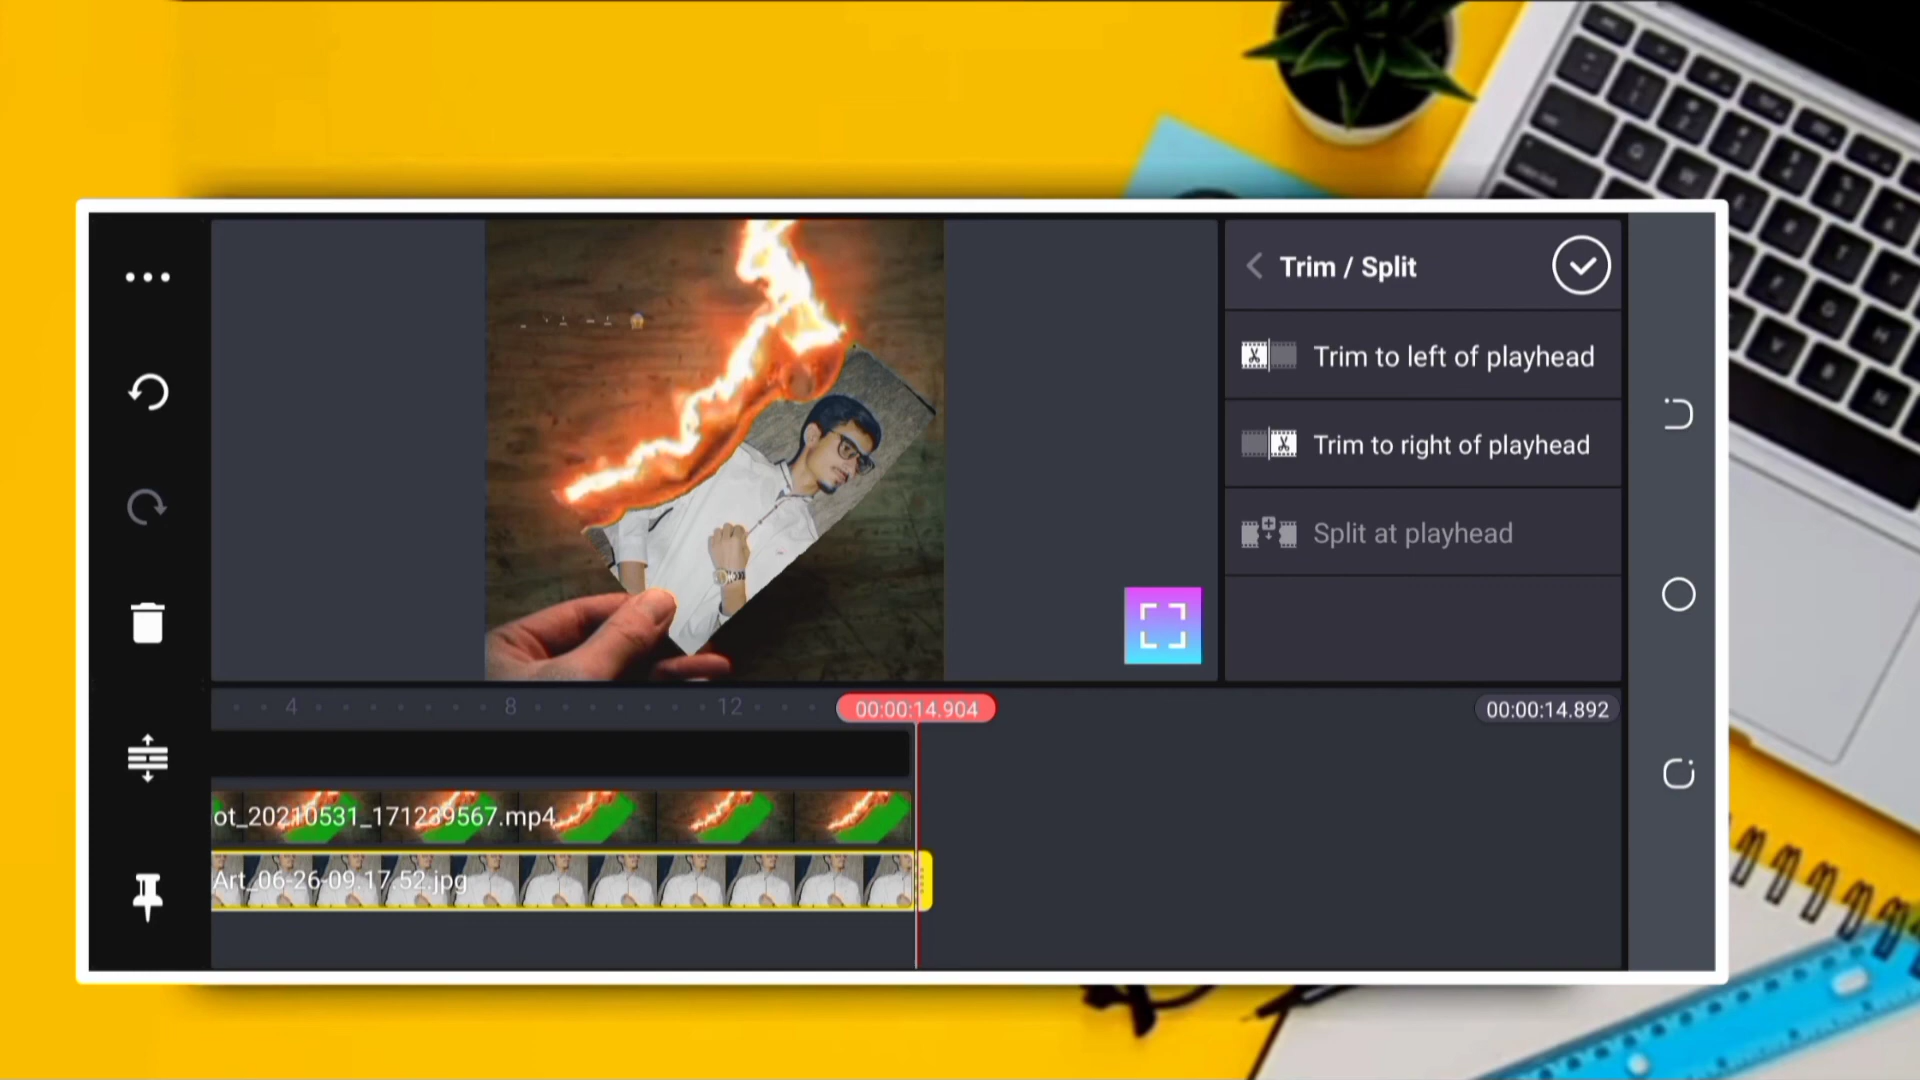 Trim / Split
Trim to left of playhead
Trim to right of playhead
Split at playhead
4
8
12
00:00:14.904
00:00:14.892
ot_20210531_171239567.mp4
Art_06-26-09.17.52.jpg